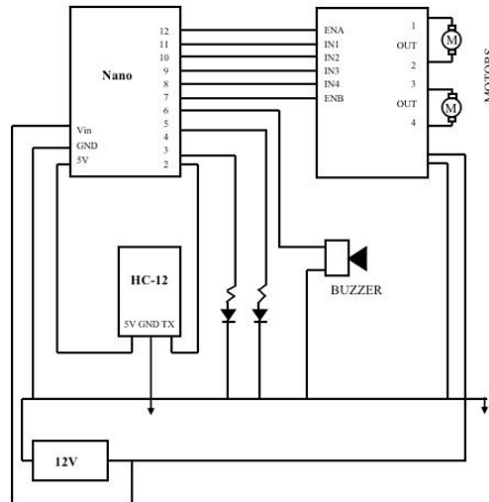 Nano
12
11
10
9
8
7
6
5
4
3
2
Vin
GND
5V
ENA
IN1
IN2
IN3
IN4
ENB
1
OUT
2
3
OUT
4
M
M
MOTORS
HC-12
5V GND TX
BUZZER
12V